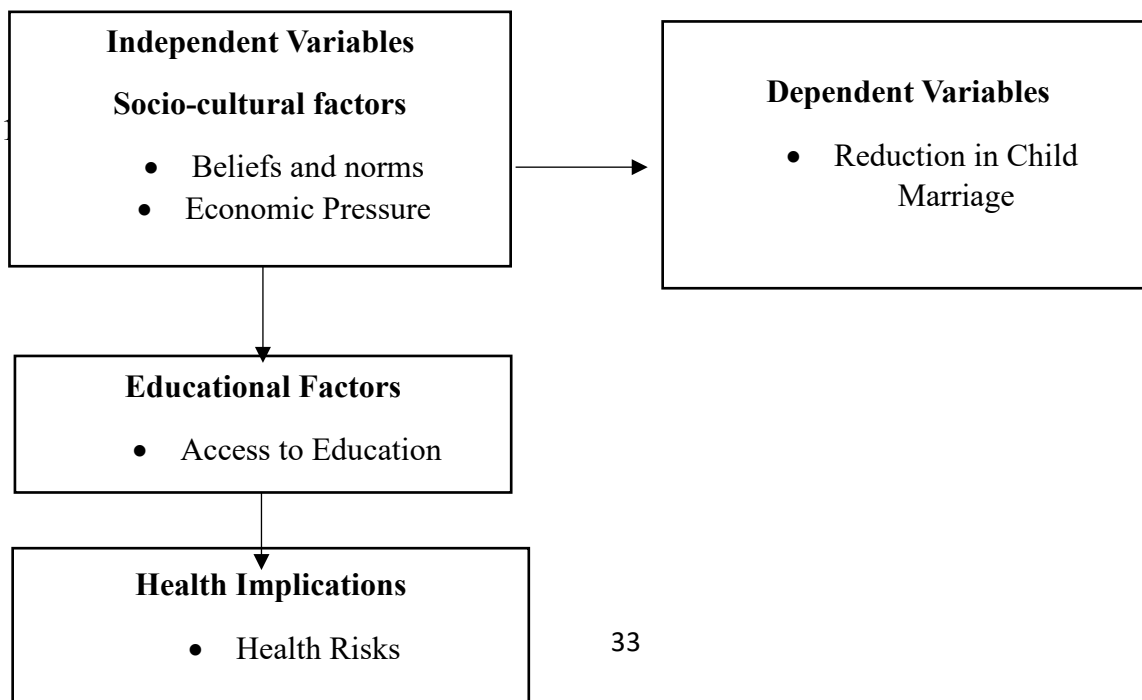 Independent Variables
Socio-cultural factors
• Beliefs and norms
• Economic Pressure
Dependent Variables
• Reduction in Child
Marriage
Educational Factors
• Access to Education
Health Implications
• Health Risks
33